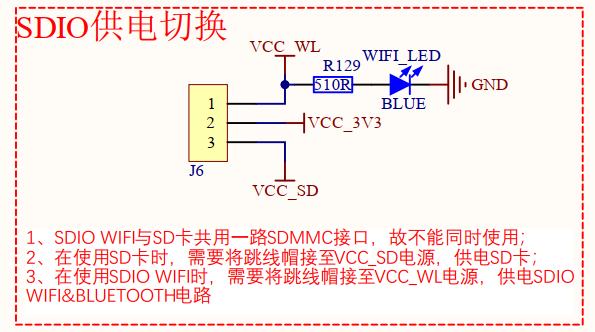 SDIO供电切换
VCC_WL
WIFI_LED
R129
510R
GND
BLUE
1
2
VCC_3V3
3
J6
VCC_SD
1、SDIO WIFI与SD卡共用一路SDMMC接口，故不能同时使用；
2、在使用SD卡时，需要将跳线帽接至VCC_SD电源，供电SD卡；
3、在使用SDIO WIFI时，需要将跳线帽接至VCC_WL电源，供电SDIO
WIFI&BLUETOOTH电路